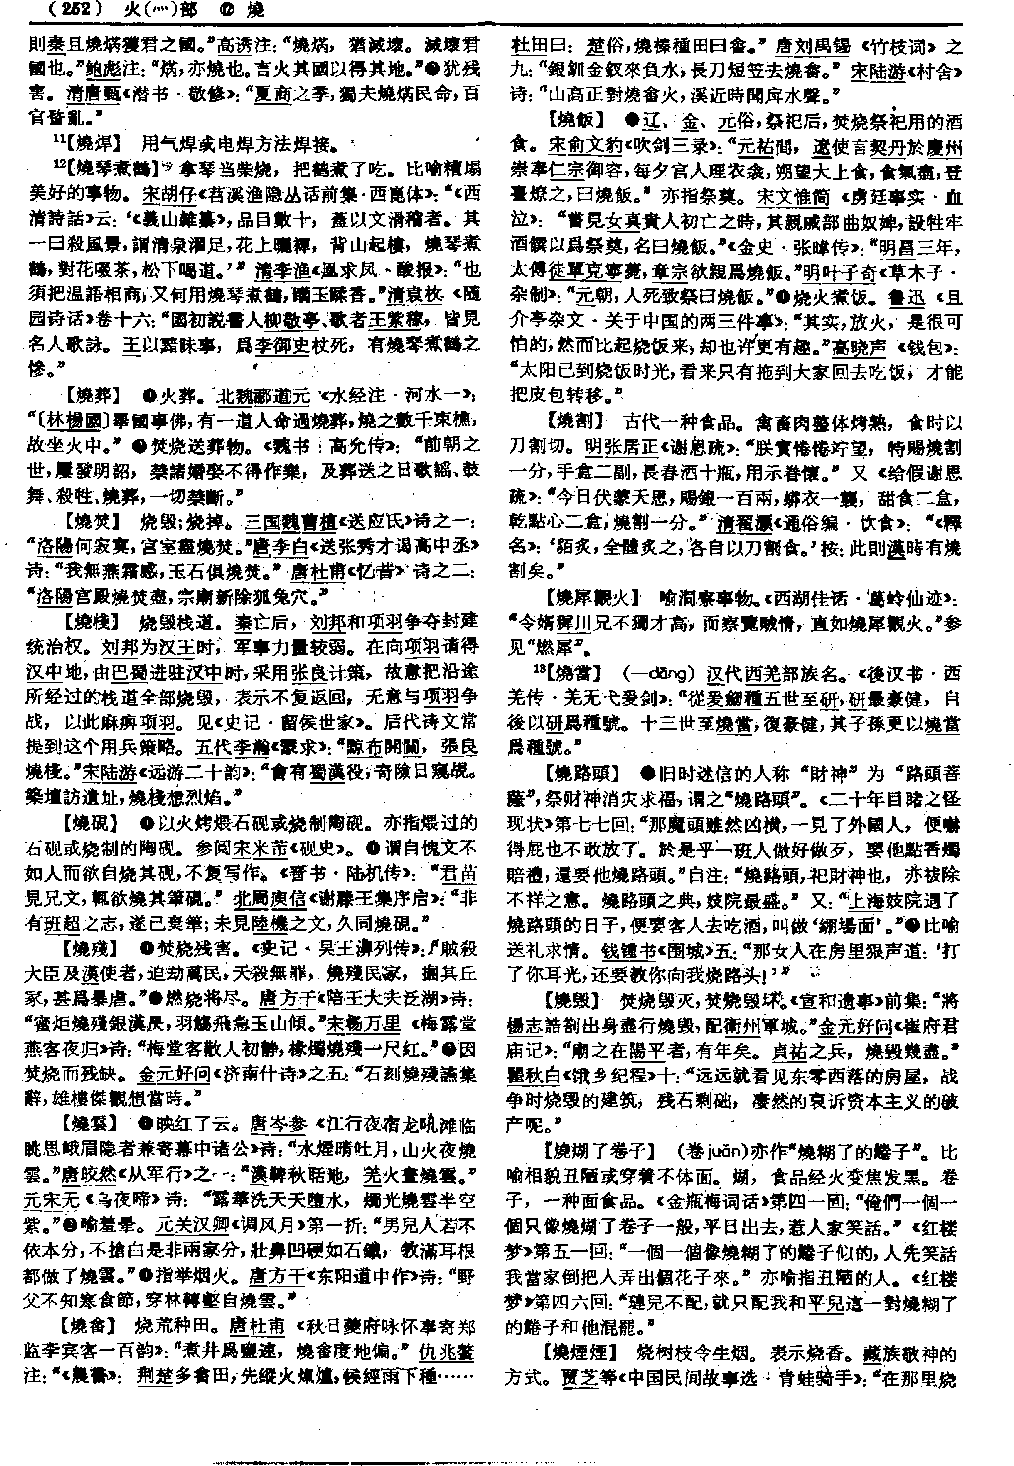 （252） 火(灬)部 ⑫ 燒
則秦且燒焫獲君之國。”高诱注：“燒焫，猶滅壞。滅壞君
國也。”鲍彪注：“焫，亦燒也。言火其國以得其地。”❷犹残
害。清唐甄《潜书·敬修》：“夏商之季，獨夫燒焫民命，百
官昏亂。”
11【燒焊】 用气焊或电焊方法焊接。
12【燒琴煮鶴】 拿琴当柴烧，把鹤煮了吃。比喻糟塌
美好的事物。宋胡仔《苕溪渔隐丛话前集·西崑体》：“《西
清詩話》云：‘《義山雜纂》，品目數十，蓋以文滑稽者。其
一曰殺風景，謂清泉濯足，花上曬褌，背山起樓，燒琴煮
鶴，對花啜茶，松下喝道。’”清李渔《凰求凤·酸报》：“也
須把温語相商，又何用燒琴煮鶴，躪玉蹂香。”清袁枚《随
园诗话》卷十六：“國初説書人柳敬亭、歌者王紫稼，皆見
名人歌詠。王以黯昧事，爲李御史杖死，有燒琴煮鶴之
慘。”
【燒葬】 ❶火葬。北魏郦道元《水经注·河水一》：
“〔林楊國〕舉國事佛，有一道人命過燒葬，燒之數千束樵，
故坐火中。”❷焚烧送葬物。《魏书·高允传》：“前朝之
世，屢發明詔，禁諸婚娶不得作樂，及葬送之日歌謡、鼓
舞、殺牲、燒葬，一切禁斷。”
【燒焚】 烧毁；烧掉。三国魏曹植《送应氏》诗之一：
“洛陽何寂寞，宫室盡燒焚。”唐李白《送张秀才谒高中丞》
诗：“我無燕霜感，玉石俱燒焚。”唐杜甫《忆昔》诗之二：
“洛陽宫殿燒焚盡，宗廟新除狐兔穴。”
【燒棧】 烧毁栈道。秦亡后，刘邦和项羽争夺封建
统治权。刘邦为汉王时，军事力量较弱。在向项羽请得
汉中地，由巴蜀进驻汉中时，采用张良计策，故意把沿途
所经过的栈道全部烧毁，表示不复返回，无意与项羽争
战，以此麻痹项羽。见《史记·留侯世家》。后代诗文常
提到这个用兵策略。五代李瀚《蒙求》：“黥布開關，張良
燒棧。”宋陆游《远游二十韵》：“會有蜀漢役，奇險日窺覘。
築壇訪遺址，燒棧想烈焰。”
【燒硯】 ❶以火烤煨石砚或烧制陶砚。亦指煨过的
石砚或烧制的陶砚。参阅宋米芾《砚史》。❷谓自愧文不
如人而欲自烧其砚，不复写作。《晋书·陆机传》：“君苗
見兄文，輒欲燒其筆硯。”北周庾信《谢滕王集序启》：“非
有班超之志，遂已棄筆；未見陸機之文，久同燒硯。”
【燒殘】 ❶焚烧残害。《史记·吴王濞列传》：“賊殺
大臣及漢使者，迫劫萬民，夭殺無罪，燒殘民家，掘其丘
冢，甚爲暴虐。”❷燃烧将尽。唐方干《陪王大夫泛湖》诗：
“蜜炬燒殘銀漢昃，羽觴飛急玉山傾。”宋杨万里《梅露堂
燕客夜归》诗：“梅堂客散人初静，椽燭燒殘一尺紅。”❸因
焚烧而残缺。金元好问《济南什诗》之五：“石刻燒殘讌集
辭，雄樓傑觀想當時。”
【燒雲】 ❶映红了云。唐岑参《江行夜宿龙吼滩临
眺思峨眉隐者兼寄幕中诸公》诗：“水煙晴吐月，山火夜燒
雲。”唐皎然《从军行》之一：“漢鞞秋聒地，羌火晝燒雲。”
元宋无《乌夜啼》诗：“露華洗天天墮水，燭光燒雲半空
紫。”❷喻羞晕。元关汉卿《调风月》第一折：“男兒人若不
依本分，不搶白是非兩家分，壯鼻凹硬如石鐵，教滿耳根
都做了燒雲。”❸指举烟火。唐方干《东阳道中作》诗：“野
父不知寒食節，穿林轉壑自燒雲。”
【燒畲】 烧荒种田。唐杜甫《秋日夔府咏怀奉寄郑
监李宾客一百韵》：“煮井爲鹽速，燒畲度地偏。”仇兆鳌
注：“《農書》：荆楚多畲田，先縱火熂爐，候經雨下種……
杜田曰：楚俗，燒榛種田曰畲。”唐刘禹锡《竹枝词》之
九：“銀釧金釵來負水，長刀短笠去燒畲。”宋陆游《村舍》
诗：“山高正對燒畲火，溪近時聞戽水聲。”
【燒飯】 ❶辽、金、元俗，祭祀后，焚烧祭祀用的酒
食。宋俞文豹《吹剑三录》：“元祐間，遼使言契丹於慶州
崇奉仁宗御容，每夕宫人理衣衾，朔望大上食，食氣盡，登
臺燎之，曰燒飯。”亦指祭奠。宋文惟简《虏廷事实·血
泣》：“嘗見女真貴人初亡之時，其親戚部曲奴婢，設牲牢
酒饌以爲祭奠，名曰燒飯。”《金史·张暐传》：“明昌三年，
太傅徒單克寧薨，章宗欲親爲燒飯。”明叶子奇《草木子·
杂制》：“元朝，人死致祭曰燒飯。”❷烧火煮饭。鲁迅《且
介亭杂文·关于中国的两三件事》：“其实，放火，是很可
怕的，然而比起烧饭来，却也许更有趣。”高晓声《钱包》：
“太阳已到烧饭时光，看来只有拖到大家回去吃饭，才能
把皮包转移。”
【燒割】 古代一种食品。禽畜肉整体烤熟，食时以
刀割切。明张居正《谢恩疏》：“朕實惓惓竚望，特賜燒割
一分，手盒二副，長春酒十瓶，用示眷懷。”又《给假谢恩
疏》：“今日伏蒙天恩，賜銀一百兩，綵衣一襲，甜食二盒，
乾點心二盒，燒割一分。”清翟灝《通俗编·饮食》：“《釋
名》：‘貊炙，全體炙之，各自以刀割食。’按：此則漢時有燒
割矣。”
【燒犀觀火】 喻洞察事物。《西湖佳话·葛岭仙迹》：
“令婿稺川兄不獨才高，而察覽賊情，直如燒犀觀火。”参
见“燃犀”。
13【燒當】 （—dāng）汉代西羌部族名。《後汉书·西
羌传·羌无弋爰剑》：“從爰劒種五世至研，研最豪健，自
後以研爲種號。十三世至燒當，復豪健，其子孫更以燒當
爲種號。”
【燒路頭】 ❶旧时迷信的人称“財神”为“路頭菩
薩”，祭财神消灾求福，谓之“燒路頭”。《二十年目睹之怪
现状》第七七回：“那魔頭雖然凶横，一見了外國人，便嚇
得屁也不敢放了。於是乎一班人做好做歹，要他點香燭
賠禮，還要他燒路頭。”自注：“燒路頭，祀財神也，亦祓除
不祥之意。燒路頭之典，妓院最盛。”又：“上海妓院遇了
燒路頭的日子，便要客人去吃酒，叫做‘綳場面’。”❷比喻
送礼求情。钱锺书《围城》五：“那女人在房里狠声道：‘打
了你耳光，还要教你向我烧路头！’”
【燒毁】 焚烧毁灭，焚烧毁坏。《宣和遗事》前集：“將
楊志誥劄出身盡行燒毁，配衛州軍城。”金元好问《崔府君
庙记》：“廟之在陽平者，有年矣。貞祐之兵，燒毁幾盡。”
瞿秋白《饿乡纪程》十：“远远就看见东零西落的房屋，战
争时烧毁的建筑，残石剩础，凄然的哀诉资本主义的破
产呢。”
【燒煳了卷子】 （卷juǎn）亦作“燒糊了的鬈子”。比
喻相貌丑陋或穿着不体面。煳，食品经火变焦发黑。卷
子，一种面食品。《金瓶梅词话》第四一回：“俺們一個一
個只像燒煳了卷子一般，平日出去，惹人家笑話。”《红楼
梦》第五一回：“一個一個像燒糊了的鬈子似的，人先笑話
我當家倒把人弄出個花子來。”亦喻指丑陋的人。《红楼
梦》第四六回：“璉兒不配，就只配我和平兒這一對燒糊了
的鬈子和他混罷。”
【燒煙煙】 烧树枝令生烟。表示烧香。藏族敬神的
方式。贾芝等《中国民间故事选·青蛙骑手》：“在那里烧